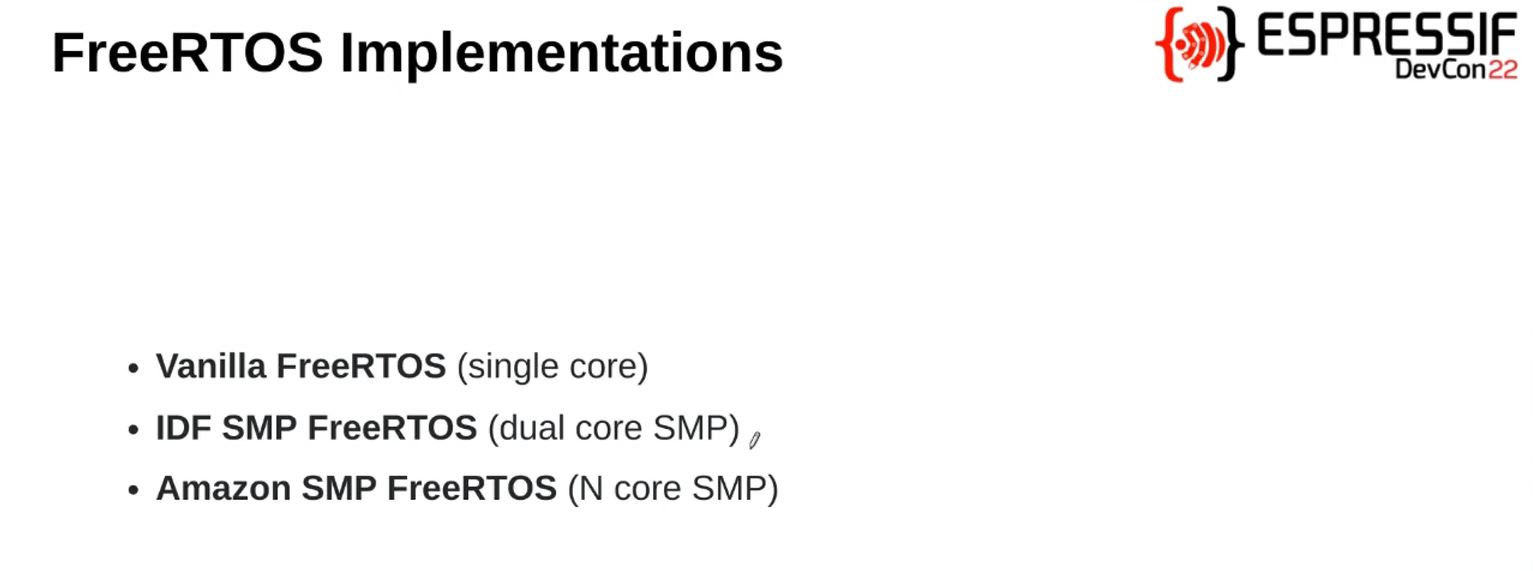 FreeRTOS Implementations
ESPRESSIF
DevCon22
• Vanilla FreeRTOS (single core)
• IDF SMP FreeRTOS (dual core SMP)
• Amazon SMP FreeRTOS (N core SMP)